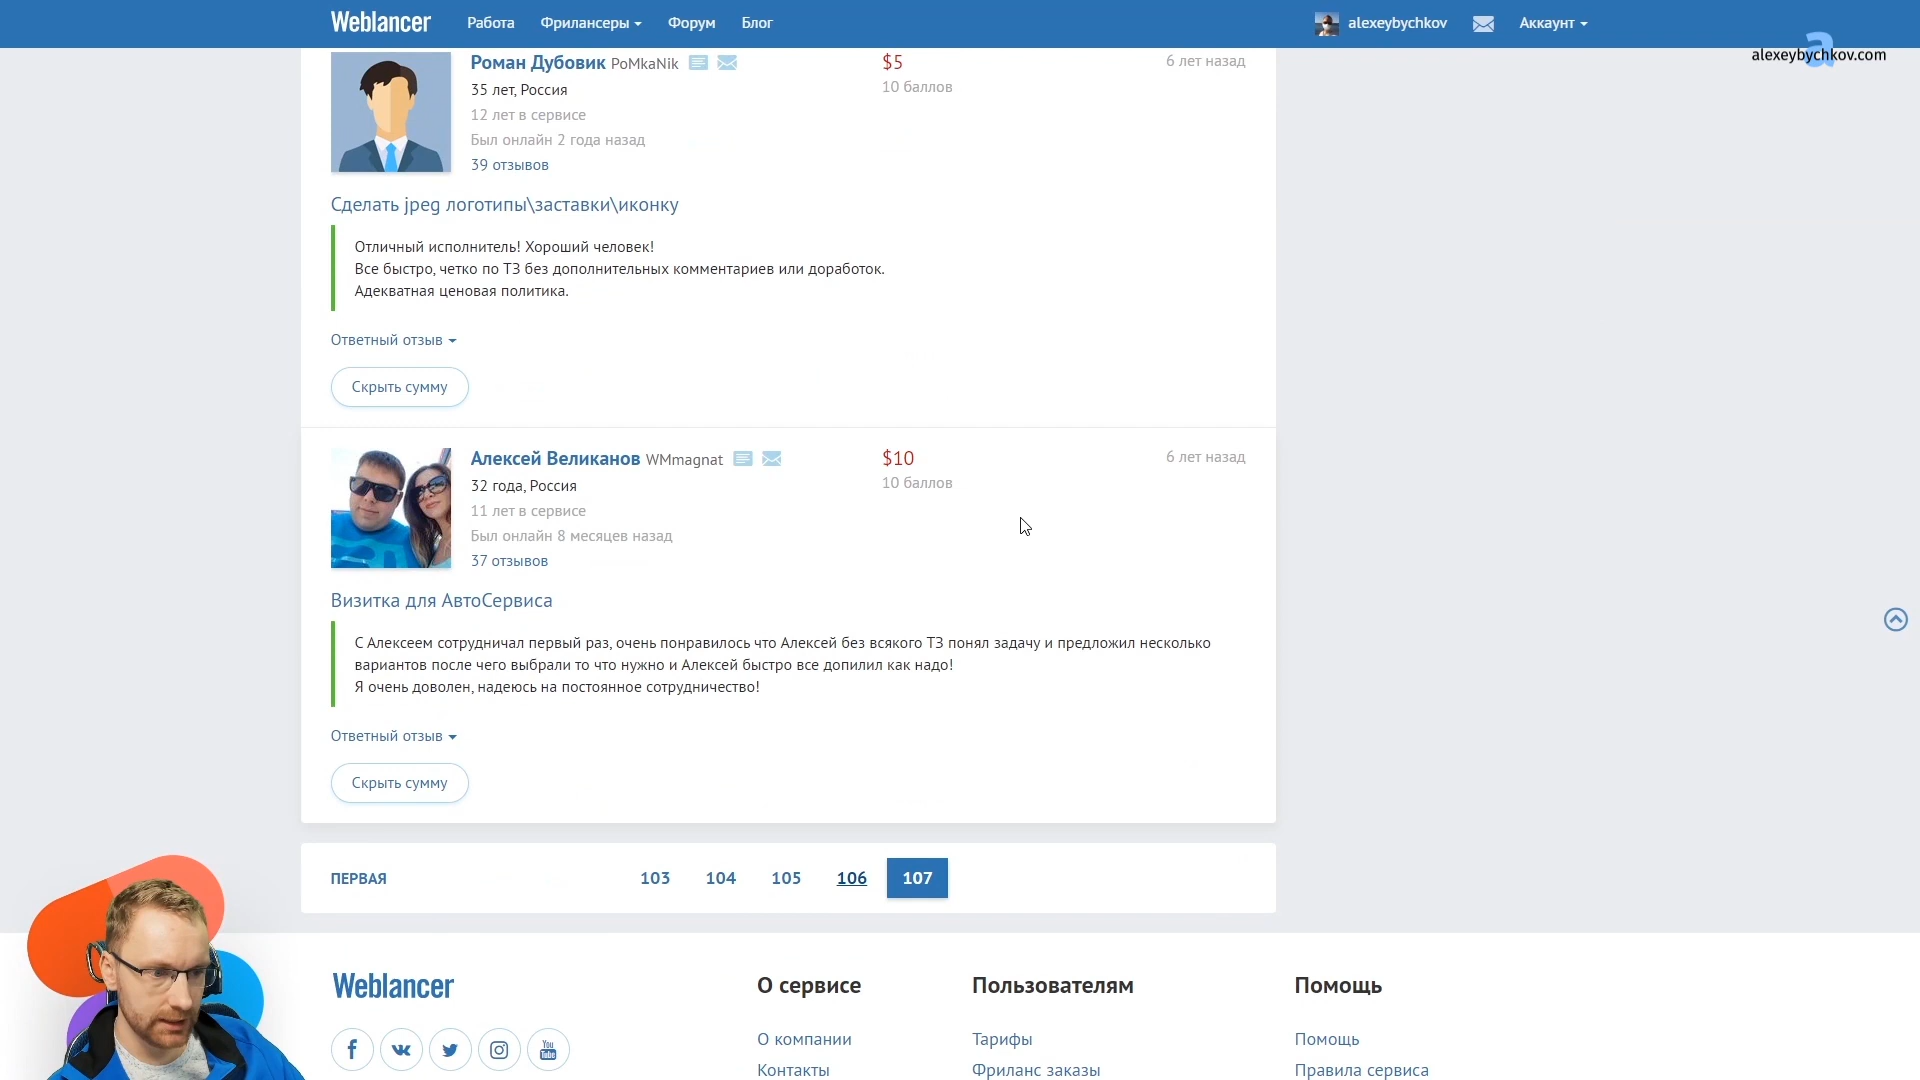 Weblancer Работа Фрилансеры Форум Блог alexeybychkov Аккаунт
a
alexeybychkov.com
Роман Дубовик PoMkaNik $5 6 лет назад
35 лет, Россия 10 баллов
12 лет в сервисе
Был онлайн 2 года назад
39 отзывов
Сделать jpeg логотипы\заставки\иконку
Отличный исполнитель! Хороший человек!
Все быстро, четко по ТЗ без дополнительных комментариев или доработок.
Адекватная ценовая политика.
Ответный отзыв
Скрыть сумму
Алексей Великанов WMmagnat $10 6 лет назад
32 года, Россия 10 баллов
11 лет в сервисе
Был онлайн 8 месяцев назад
37 отзывов
Визитка для АвтоСервиса
С Алексеем сотрудничал первый раз, очень понравилось что Алексей без всякого ТЗ понял задачу и предложил несколько
вариантов после чего выбрали то что нужно и Алексей быстро все допилил как надо!
Я очень доволен, надеюсь на постоянное сотрудничество!
Ответный отзыв
Скрыть сумму
ПЕРВАЯ 103 104 105 106 107
Weblancer О сервисе Пользователям Помощь
О компании Тарифы Помощь
You Tube
Контакты Фриланс заказы Правила сервиса